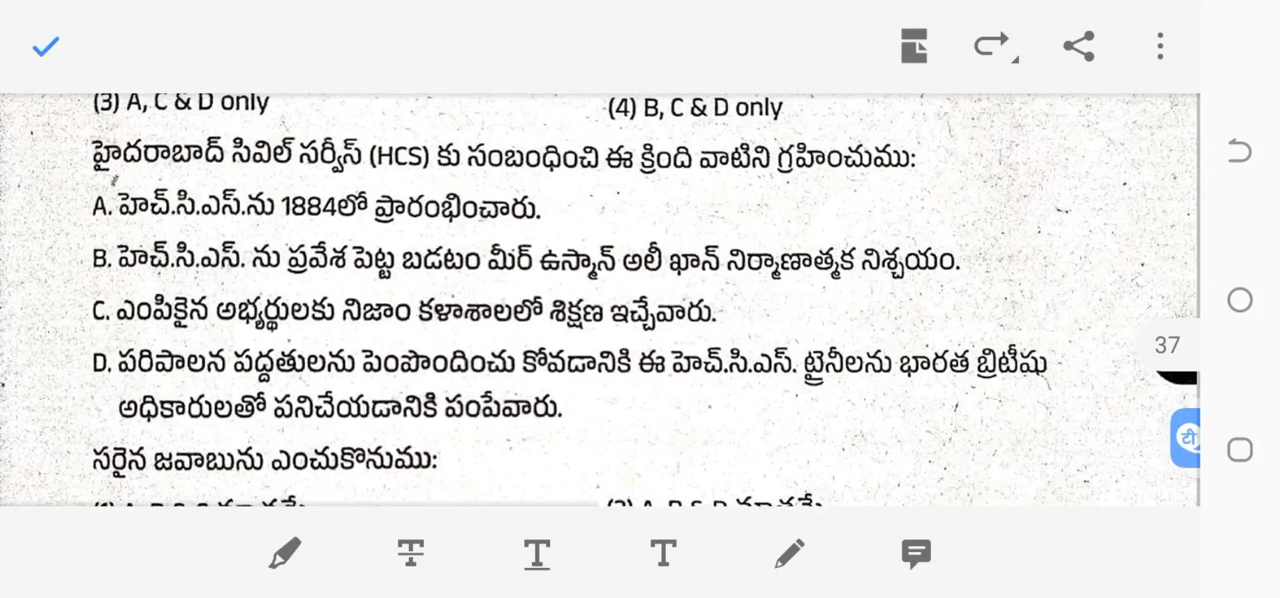 (3) A, C & D only
(4) B, C & D only
హైదరాబాద్ సివిల్ సర్వీస్ (HCS) కు సంబంధించి ఈ క్రింది వాటిని గ్రహించుము:
A. హెచ్.సి.ఎస్.ను 1884లో ప్రారంభించారు.
B. హెచ్.సి.ఎస్. ను ప్రవేశ పెట్ట బడటం మీర్ ఉస్మాన్ అలీ ఖాన్ నిర్మాణాత్మక నిశ్చయం.
C. ఎంపికైన అభ్యర్థులకు నిజాం కళాశాలలో శిక్షణ ఇచ్చేవారు.
D. పరిపాలన పద్దతులను పెంపొందించు కోవడానికి ఈ హెచ్.సి.ఎస్. ట్రైనీలను భారత బ్రిటీషు
అధికారులతో పనిచేయడానికి పంపేవారు.
సరైన జవాబును ఎంచుకొనుము:
37
टी
T
T
T